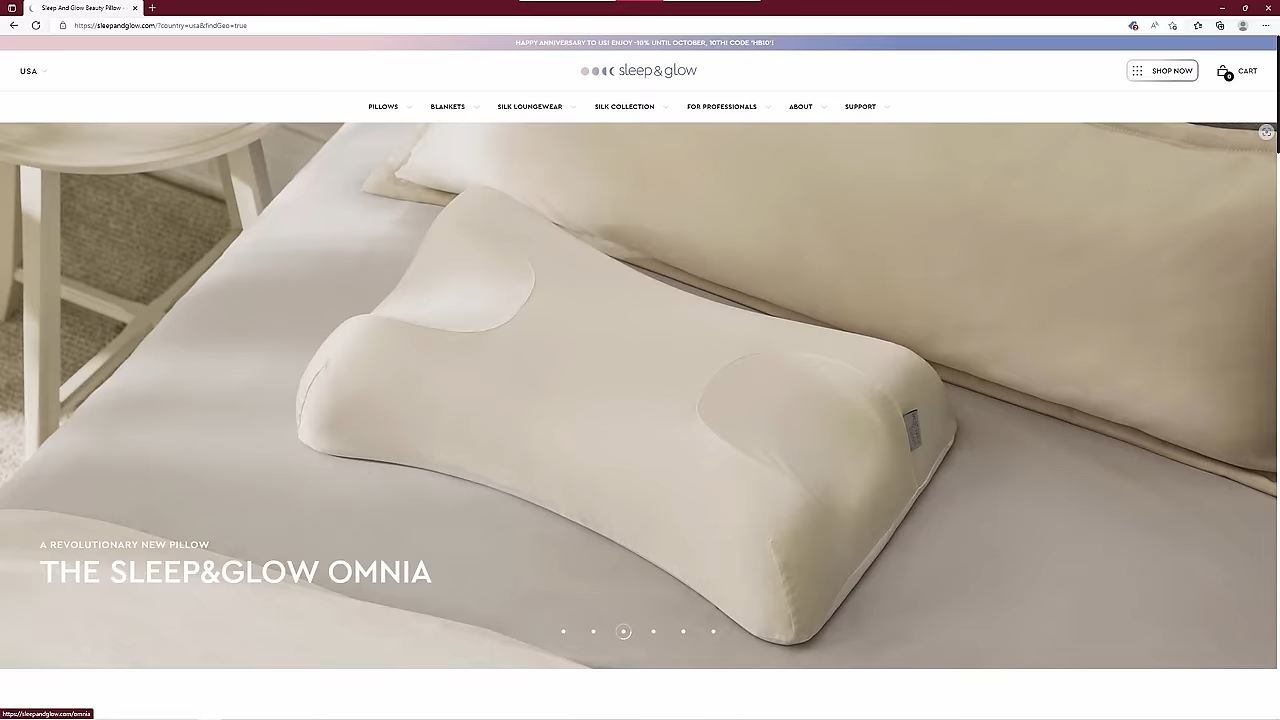 Sleep And Glow Beauty Pillow -
https://sleepandglow.com/?country=usa&findGeo=true
HAPPY ANNIVERSARY TO US! ENJOY -10% UNTIL OCTOBER, 10TH! CODE 'HB10'!
USA
sleep&glow
SHOP NOW
0
CART
PILLOWS
BLANKETS
SILK LOUNGEWEAR
SILK COLLECTION
FOR PROFESSIONALS
ABOUT
SUPPORT
A REVOLUTIONARY NEW PILLOW
THE SLEEP&GLOW OMNIA
https://sleepandglow.com/omnia